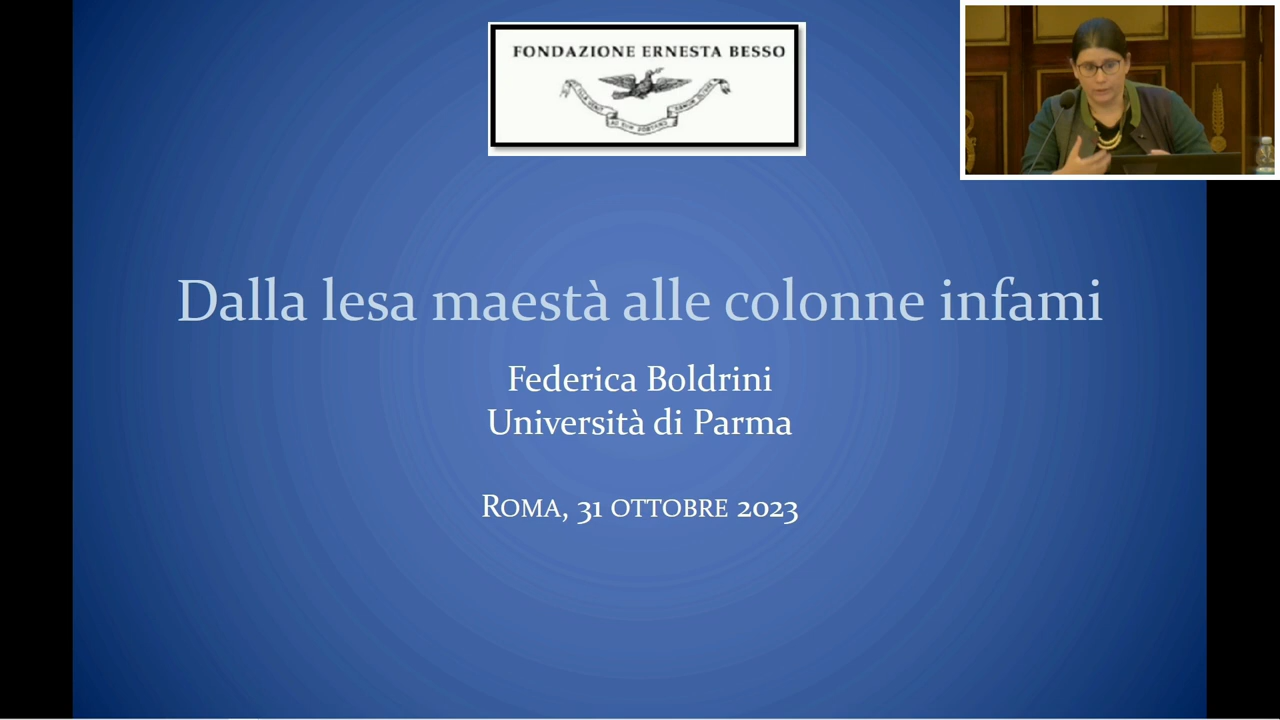 FONDAZIONE ERNESTA BESSO
Dalla lesa maestà alle colonne infami
Federica Boldrini
Università di Parma
ROMA, 31 OTTOBRE 2023